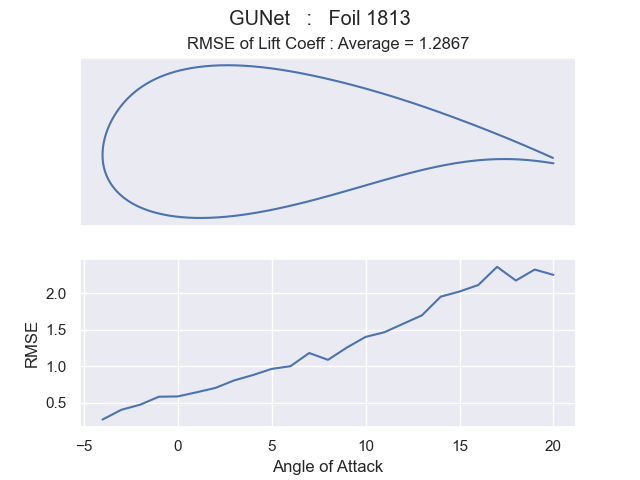 GUNet   :   Foil 1813
RMSE of Lift Coeff : Average = 1.2867
2.0
1.5
1.0
0.5
RMSE
−5 0 5 10 15 20
Angle of Attack